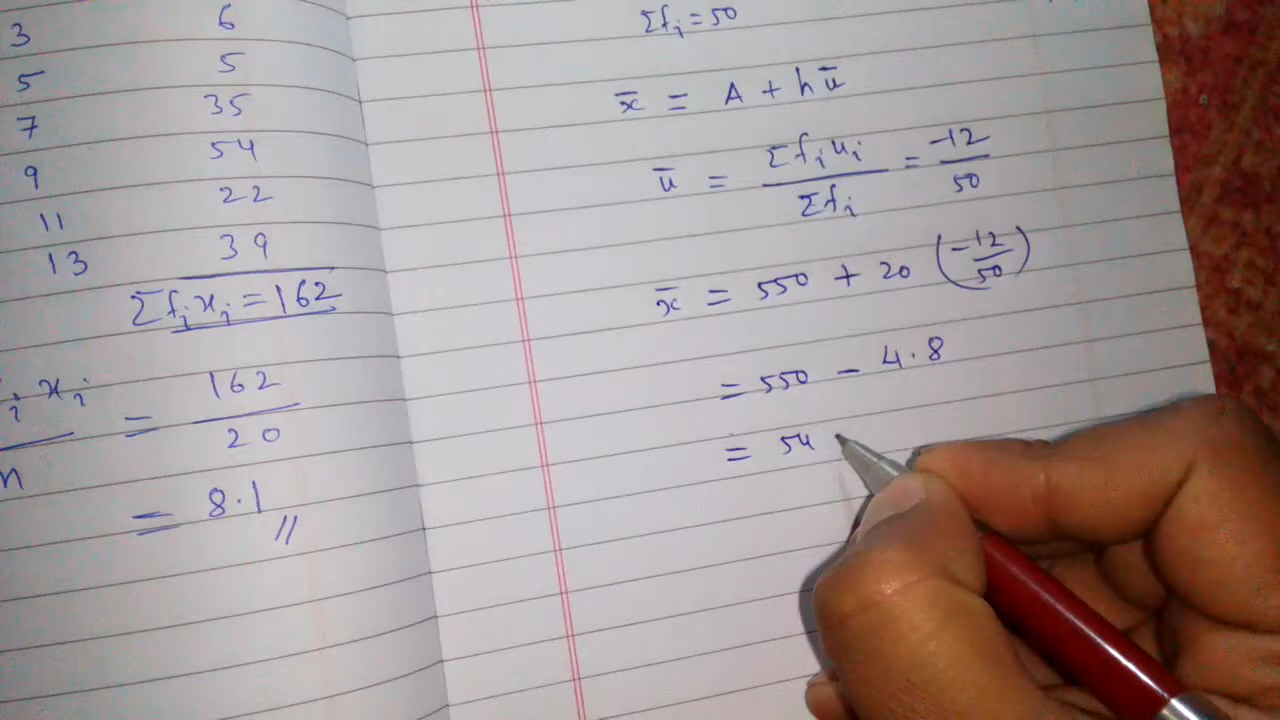 3 6
5 5
7 35
9 54
11 22
13 39
Σfᵢxᵢ = 162
ᵢ xᵢ / n = 162 / 20
= 8.1 //
Σfᵢ = 50
x̄ = A + hū
ū = Σfᵢuᵢ / Σfᵢ = -12 / 50
x̄ = 550 + 20 (-12 / 50)
= 550 - 4.8
= 54